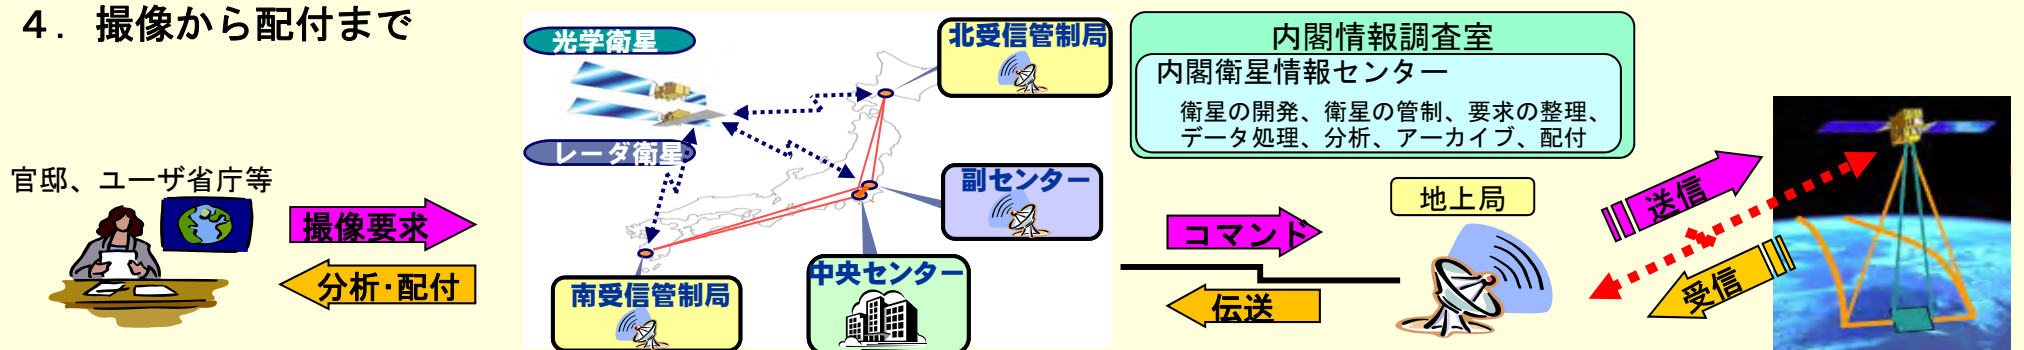 ４．撮像から配付まで
官邸、ユーザ省庁等
撮像要求
分析･配付
光学衛星
レーダ衛星
北受信管制局
副センター
中央センター
南受信管制局
内閣情報調査室
内閣衛星情報センター
衛星の開発、衛星の管制、要求の整理、
データ処理、分析、アーカイブ、配付
コマンド
伝送
地上局
送信
受信